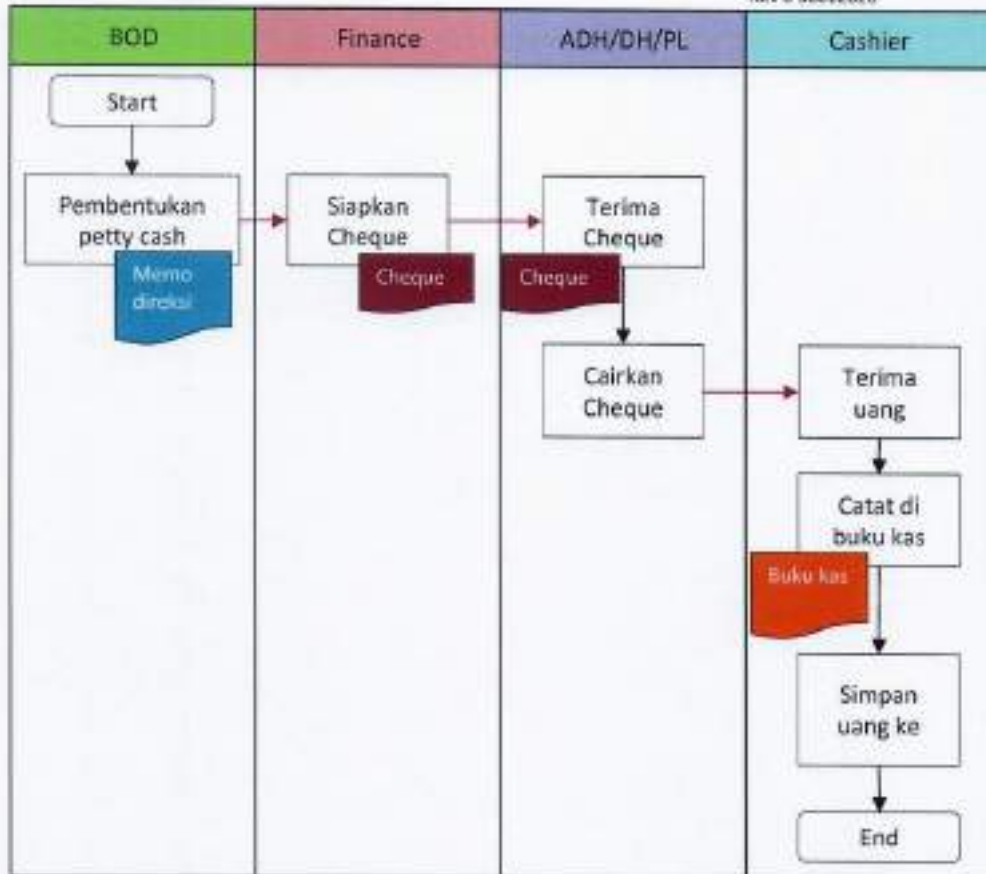 BOD
Finance
ADH/DH/PL
Cashier
Start
Pembentukan
petty cash
Memo
direksi
Siapkan
Cheque
Cheque
Terima
Cheque
Cheque
Cairkan
Cheque
Terima
uang
Catat di
buku kas
Buku kas
Simpan
uang ke
End